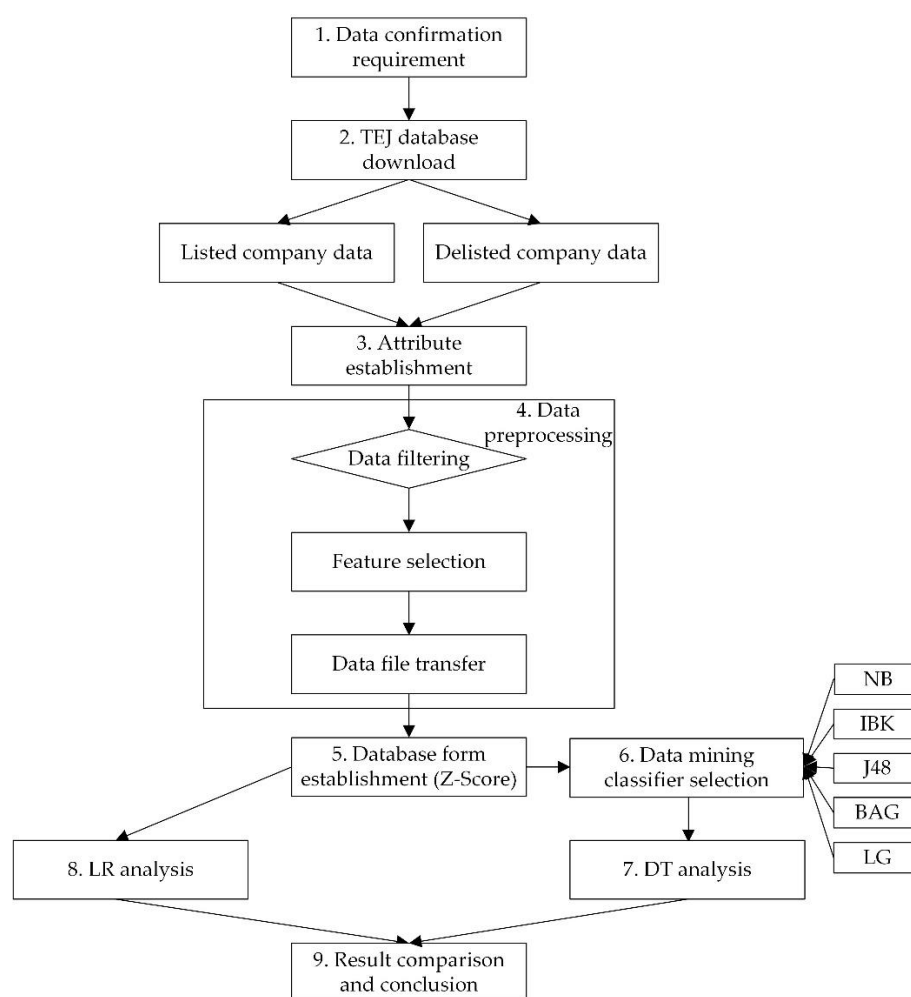 1. Data confirmation
requirement
2. TEJ database
download
Listed company data
Delisted company data
3. Attribute
establishment
4. Data
preprocessing
Data filtering
Feature selection
Data file transfer
5. Database form
establishment (Z-Score)
6. Data mining
classifier selection
NB
IBK
J48
BAG
LG
8. LR analysis
7. DT analysis
9. Result comparison
and conclusion